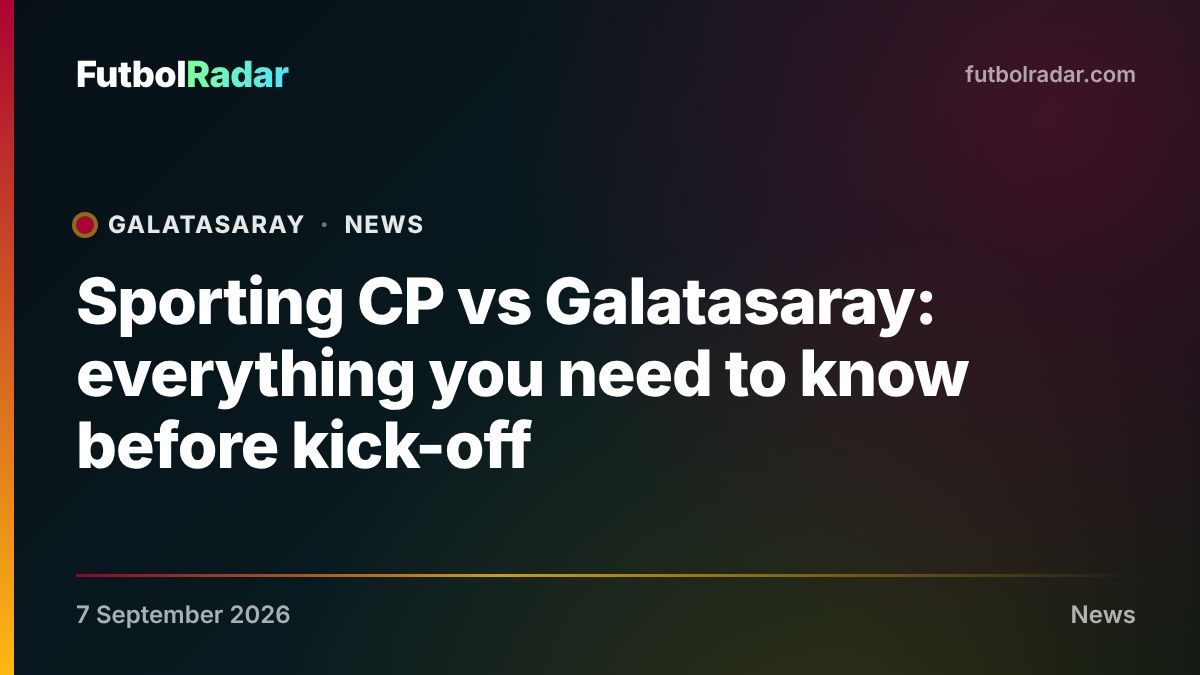 FutbolRadar
futbolradar.com
GALATASARAY · NEWS
Sporting CP vs Galatasaray:
everything you need to know
before kick-off
7 September 2026
News